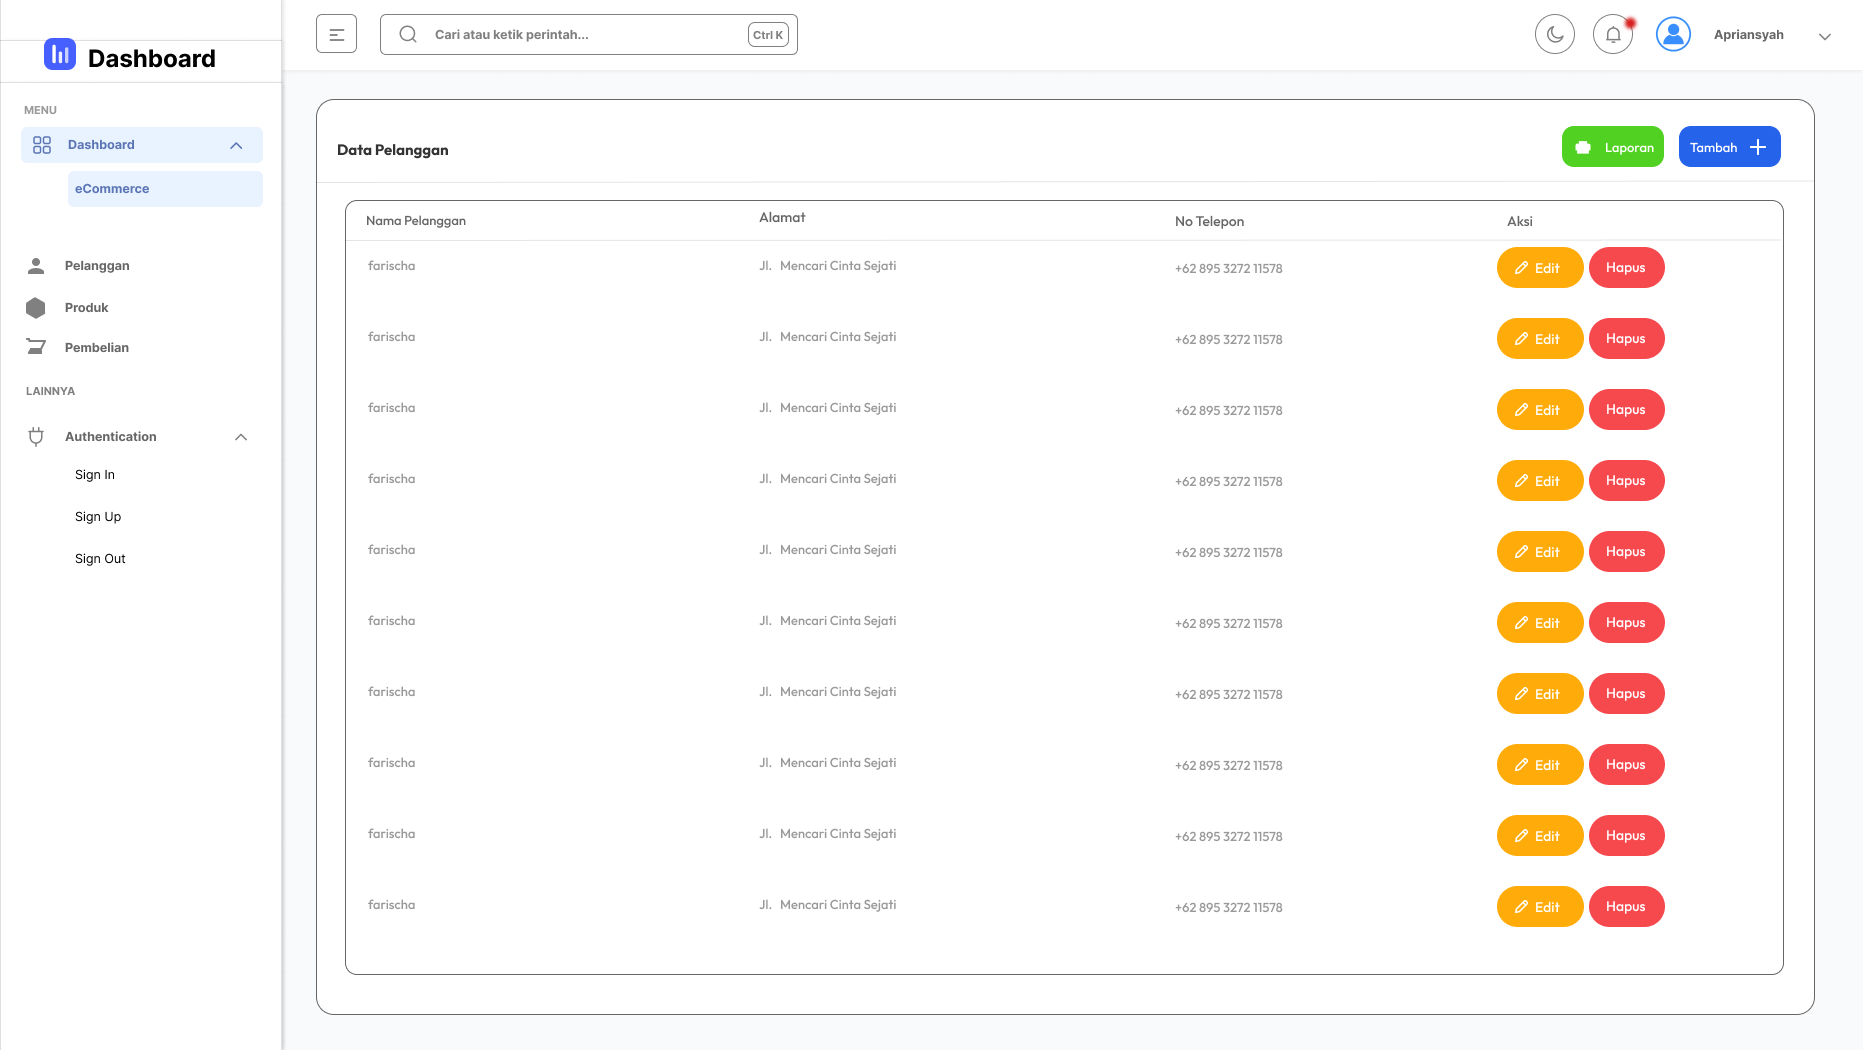 Dashboard
MENU
Dashboard
eCommerce
Pelanggan
Produk
Pembelian
LAINNYA
Authentication
Sign In
Sign Up
Sign Out
Cari atau ketik perintah...
Ctrl K
Apriansyah
Data Pelanggan
Laporan
Tambah
Nama Pelanggan Alamat No Telepon Aksi
farischa Jl. Mencari Cinta Sejati +62 895 3272 11578 Edit Hapus
farischa Jl. Mencari Cinta Sejati +62 895 3272 11578 Edit Hapus
farischa Jl. Mencari Cinta Sejati +62 895 3272 11578 Edit Hapus
farischa Jl. Mencari Cinta Sejati +62 895 3272 11578 Edit Hapus
farischa Jl. Mencari Cinta Sejati +62 895 3272 11578 Edit Hapus
farischa Jl. Mencari Cinta Sejati +62 895 3272 11578 Edit Hapus
farischa Jl. Mencari Cinta Sejati +62 895 3272 11578 Edit Hapus
farischa Jl. Mencari Cinta Sejati +62 895 3272 11578 Edit Hapus
farischa Jl. Mencari Cinta Sejati +62 895 3272 11578 Edit Hapus
farischa Jl. Mencari Cinta Sejati +62 895 3272 11578 Edit Hapus